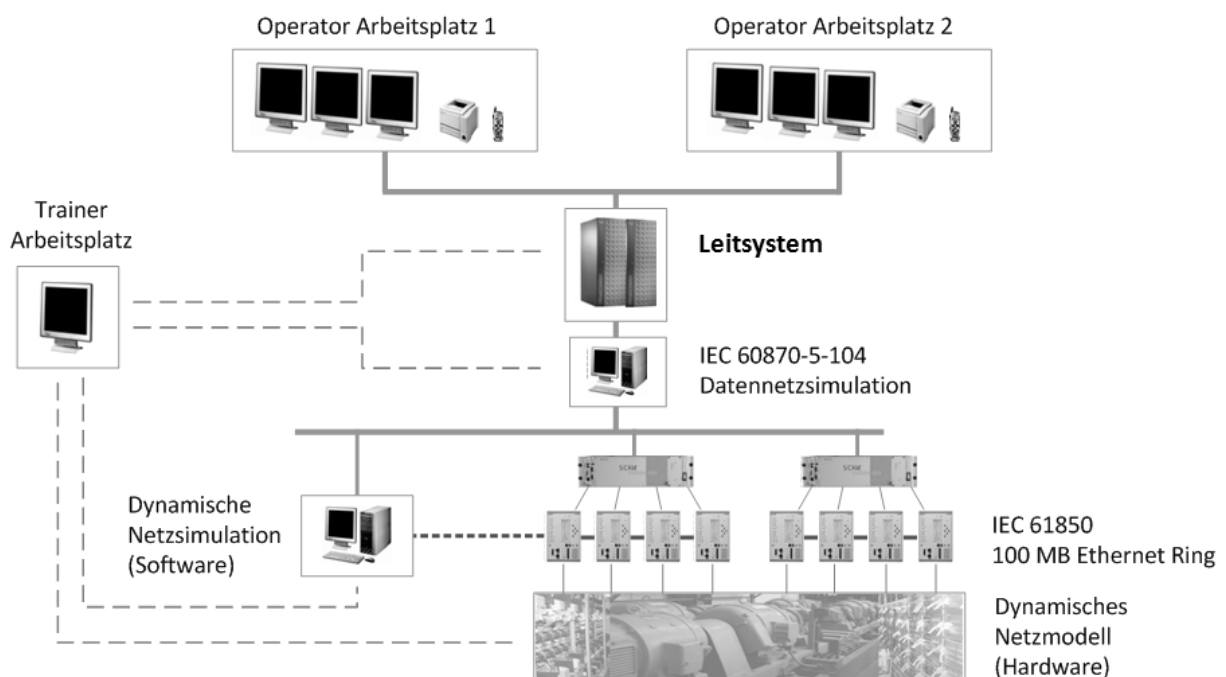 Operator Arbeitsplatz 1
Operator Arbeitsplatz 2
Trainer
Arbeitsplatz
Leitsystem
IEC 60870-5-104
Datennetzsimulation
SICAM
Dynamische
Netzsimulation
(Software)
IEC 61850
100 MB Ethernet Ring
Dynamisches
Netzmodell
(Hardware)